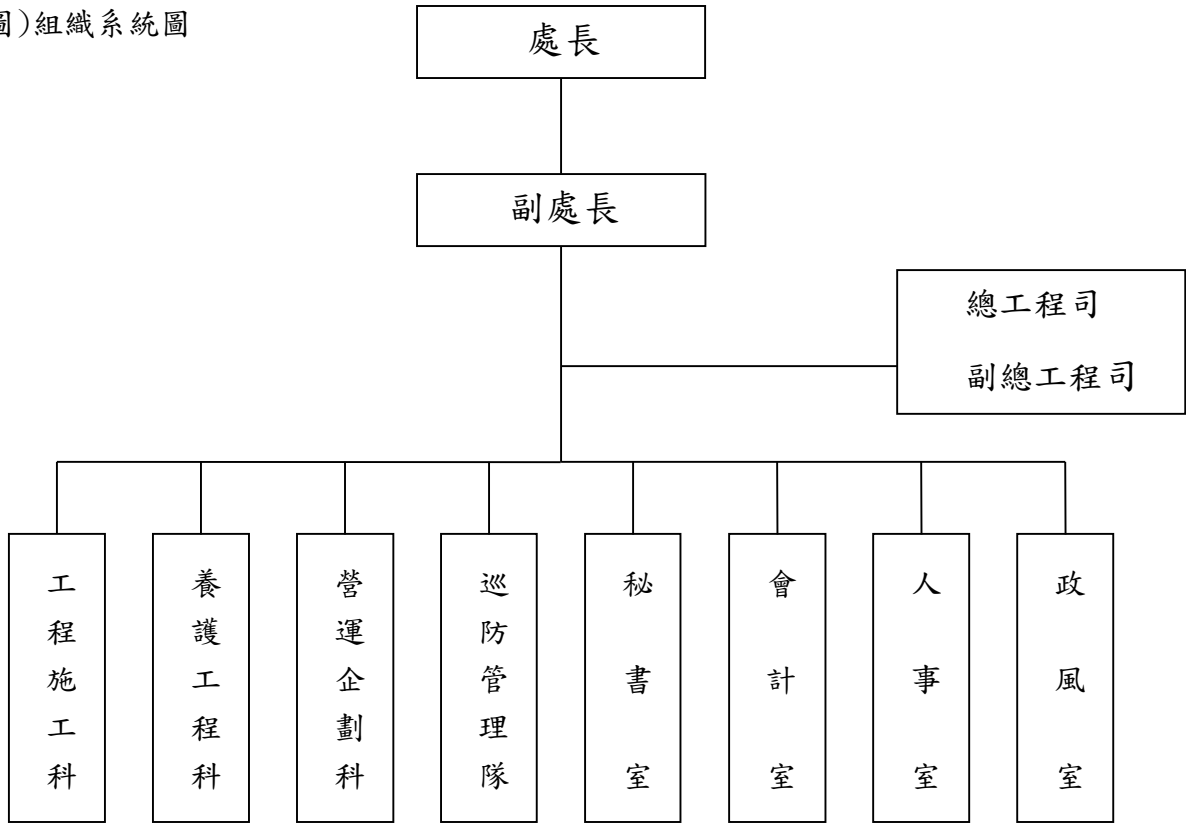 圖)組織系統圖
處長
副處長
總工程司
副總工程司
工程施工科
養護工程科
營運企劃科
巡防管理隊
秘書室
會計室
人事室
政風室